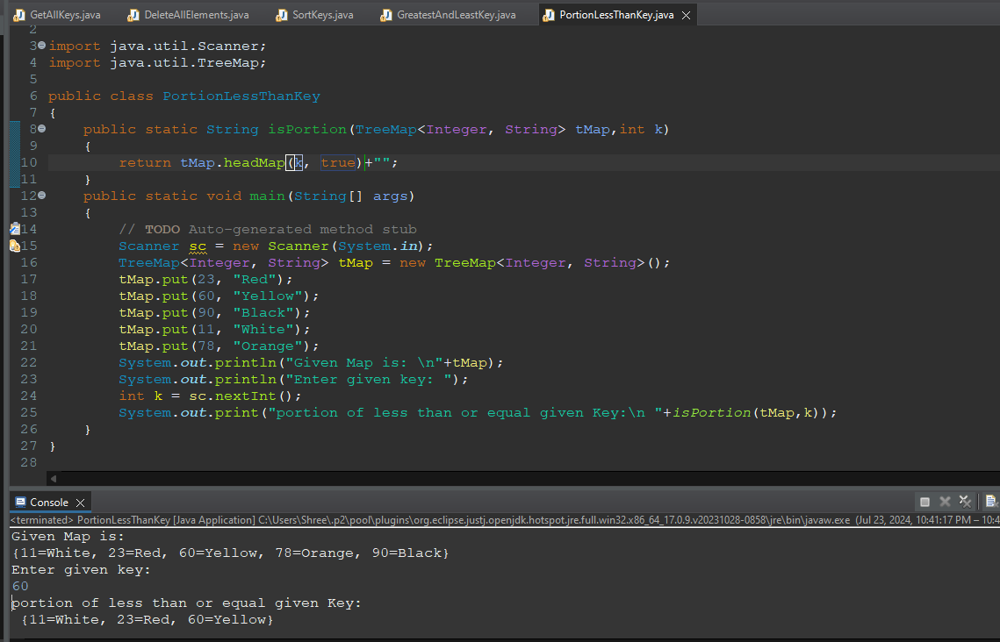 GetAllKeys.java DeleteAllElements.java SortKeys.java GreatestAndLeastKey.java PortionLessThanKey.java
2
3 import java.util.Scanner;
4 import java.util.TreeMap;
5
6 public class PortionLessThanKey
7 {
8 public static String isPortion(TreeMap<Integer, String> tMap,int k)
9 {
10 return tMap.headMap(k, true)+"";
11 }
12 public static void main(String[] args)
13 {
14 // TODO Auto-generated method stub
15 Scanner sc = new Scanner(System.in);
16 TreeMap<Integer, String> tMap = new TreeMap<Integer, String>();
17 tMap.put(23, "Red");
18 tMap.put(60, "Yellow");
19 tMap.put(90, "Black");
20 tMap.put(11, "White");
21 tMap.put(78, "Orange");
22 System.out.println("Given Map is: \n"+tMap);
23 System.out.println("Enter given key: ");
24 int k = sc.nextInt();
25 System.out.print("portion of less than or equal given Key:\n "+isPortion(tMap,k));
26 }
27 }
28
Console
<terminated> PortionLessThanKey [Java Application] C:\Users\Shree\.p2\pool\plugins\org.eclipse.justj.openjdk.hotspot.jre.full.win32.x86_64_17.0.9.v20231028-0858\jre\bin\javaw.exe (Jul 23, 2024, 10:41:17 PM – 10:4
Given Map is:
{11=White, 23=Red, 60=Yellow, 78=Orange, 90=Black}
Enter given key:
60
portion of less than or equal given Key:
{11=White, 23=Red, 60=Yellow}